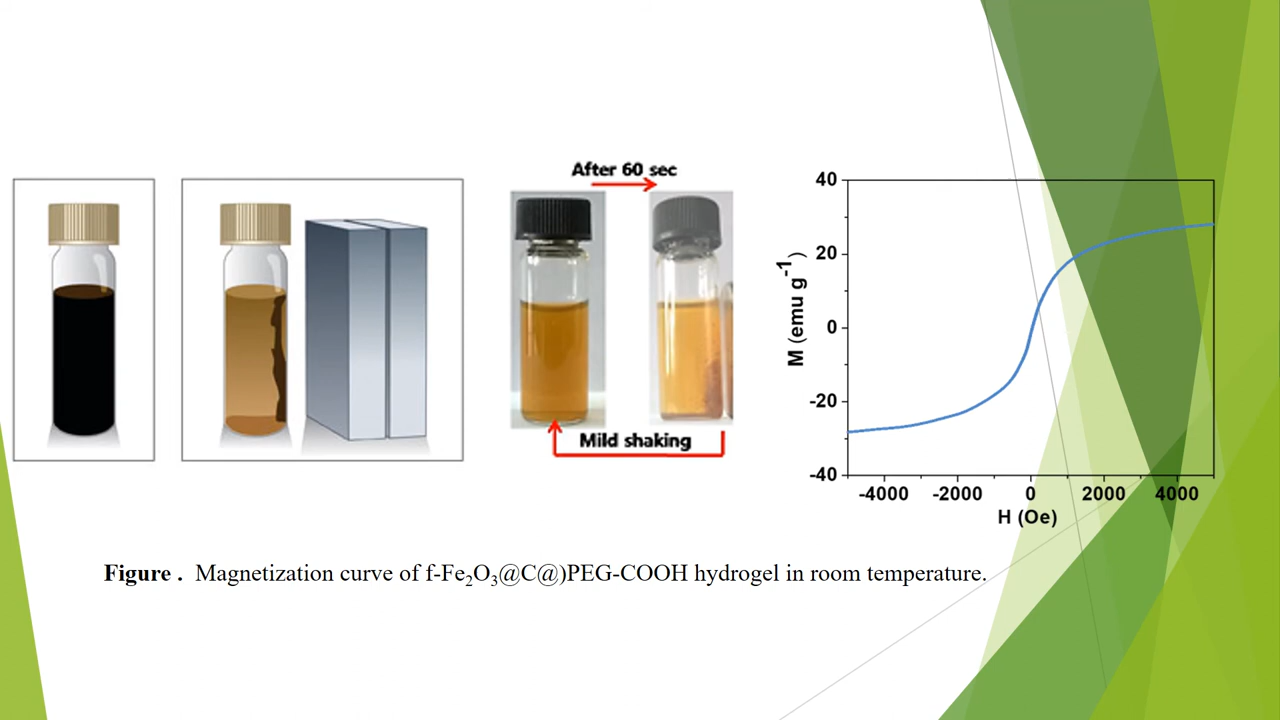 After 60 sec
Mild shaking
40
20
0
-20
-40
M (emu g⁻¹)
-4000 -2000 0 2000 4000
H (Oe)
Figure . Magnetization curve of f-Fe₂O₃@C@)PEG-COOH hydrogel in room temperature.